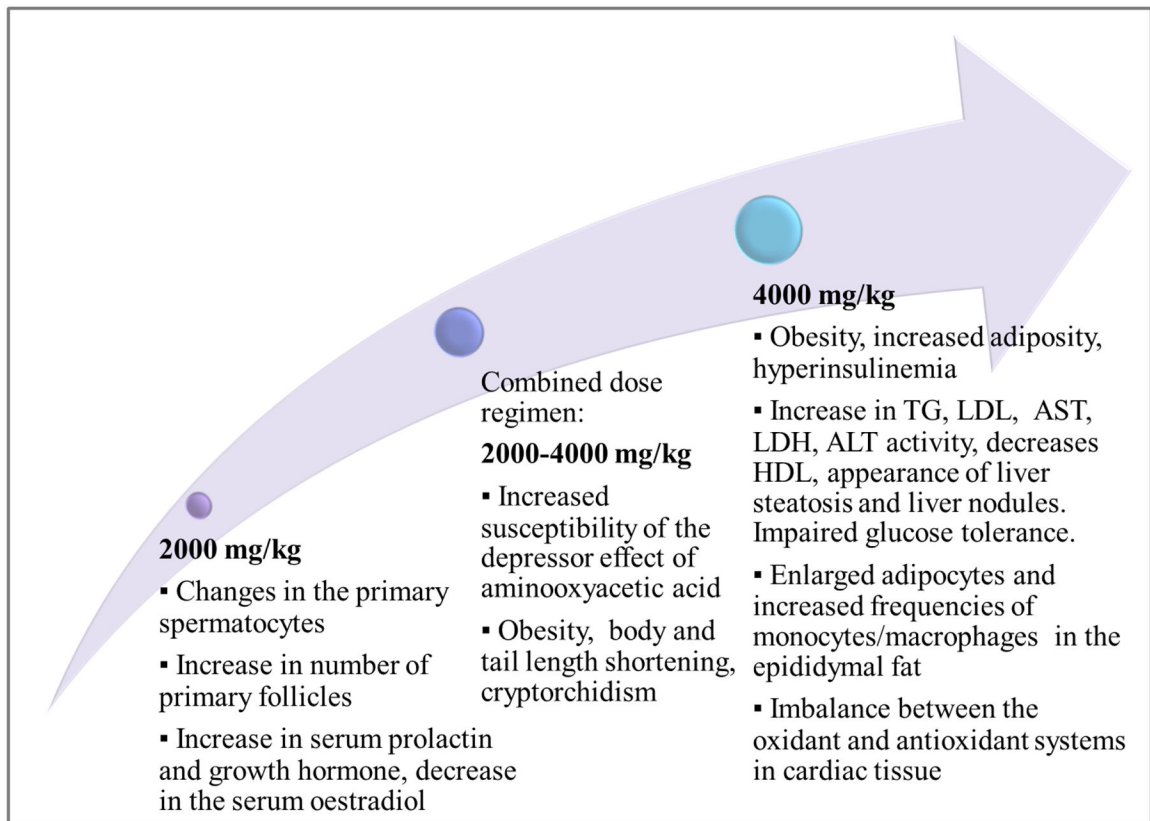 2000 mg/kg
▪ Changes in the primary
spermatocytes
▪ Increase in number of
primary follicles
▪ Increase in serum prolactin
and growth hormone, decrease
in the serum oestradiol
Combined dose
regimen:
2000-4000 mg/kg
▪ Increased
susceptibility of the
depressor effect of
aminooxyacetic acid
▪ Obesity, body and
tail length shortening,
cryptorchidism
4000 mg/kg
▪ Obesity, increased adiposity,
hyperinsulinemia
▪ Increase in TG, LDL, AST,
LDH, ALT activity, decreases
HDL, appearance of liver
steatosis and liver nodules.
Impaired glucose tolerance.
▪ Enlarged adipocytes and
increased frequencies of
monocytes/macrophages in the
epididymal fat
▪ Imbalance between the
oxidant and antioxidant systems
in cardiac tissue